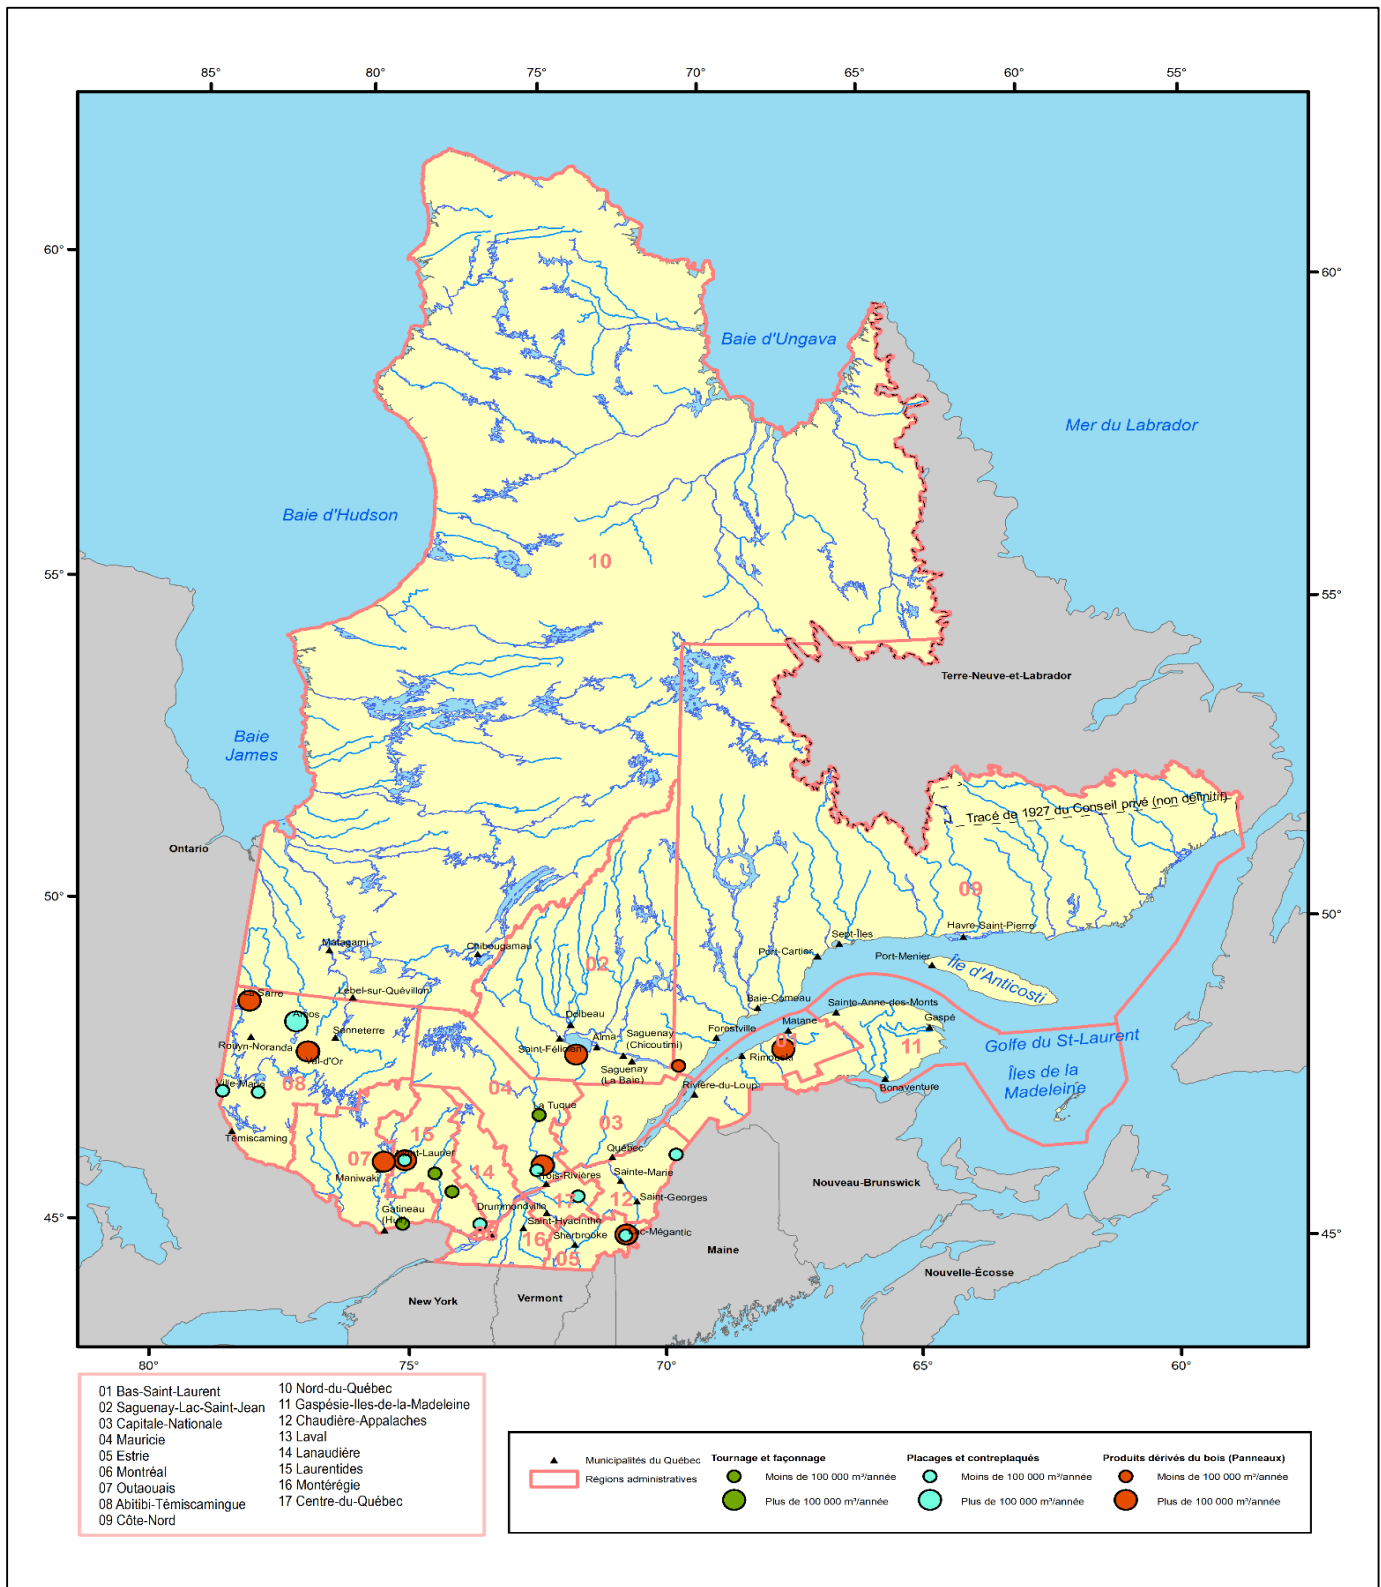 85° 80° 75° 70° 65° 60° 55°
60°
60°
Baie d'Ungava
Mer du Labrador
Baie d'Hudson
10
55°
55°
Terre-Neuve-et-Labrador
Baie
James
Tracé de 1927 du Conseil privé (non définitif)
Ontario
09
50°
50°
Havre-Saint-Pierre
Sept-Îles
Matagami
Chibougamau
Port-Cartier
Port-Menier
02
Île d'Anticosti
La Sarre
Lebel-sur-Quévillon
Baie-Comeau
Sainte-Anne-des-Monts
Amos
Dolbeau
Gaspé
Senneterre
Forestville
Matane
Saguenay
(Chicoutimi)
Alma
Rouyn-Noranda
Saint-Félicien
01
11
Golfe du St-Laurent
Val-d'Or
Rimouski
Îles de la
Madeleine
Saguenay
(La Baie)
Ville-Marie
08
04
Rivière-du-Loup
Bonaventure
La Tuque
03
Témiscaming
15
Québec
07
Mont-Laurier
14
Maniwaki
Trois-Rivières
Sainte-Marie
Nouveau-Brunswick
17
12
Saint-Georges
Gatineau
(Hull)
Drummondville
45°
Saint-Hyacinthe
45°
16
Sherbrooke
Lac-Mégantic
Maine
05
Nouvelle-Écosse
New York
Vermont
80° 75° 70° 65° 60°
01 Bas-Saint-Laurent
02 Saguenay-Lac-Saint-Jean
03 Capitale-Nationale
04 Mauricie
05 Estrie
06 Montréal
07 Outaouais
08 Abitibi-Témiscamingue
09 Côte-Nord
10 Nord-du-Québec
11 Gaspésie-Iles-de-la-Madeleine
12 Chaudière-Appalaches
13 Laval
14 Lanaudière
15 Laurentides
16 Montérégie
17 Centre-du-Québec
Municipalités du Québec
Régions administratives
Tournage et façonnage
Moins de 100 000 m³/année
Plus de 100 000 m³/année
Placages et contreplaqués
Moins de 100 000 m³/année
Plus de 100 000 m³/année
Produits dérivés du bois (Panneaux)
Moins de 100 000 m³/année
Plus de 100 000 m³/année